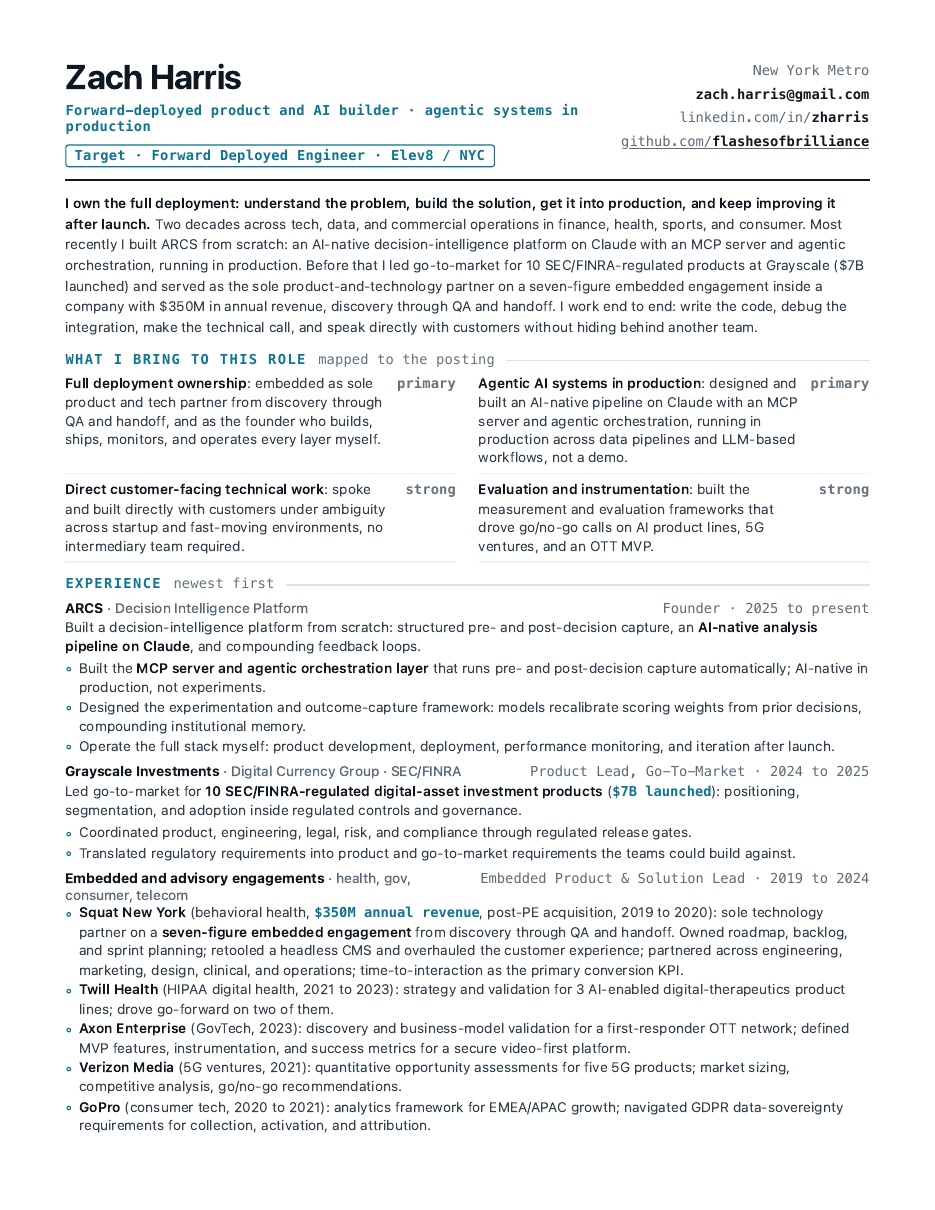 Zach Harris
Forward-deployed product and AI builder · agentic systems in
production
Target · Forward Deployed Engineer · Elev8 / NYC
New York Metro
zach.harris@gmail.com
linkedin.com/in/zharris
github.com/flashesofbrilliance
I own the full deployment: understand the problem, build the solution, get it into production, and keep improving it
after launch. Two decades across tech, data, and commercial operations in finance, health, sports, and consumer. Most
recently I built ARCS from scratch: an AI-native decision-intelligence platform on Claude with an MCP server and agentic
orchestration, running in production. Before that I led go-to-market for 10 SEC/FINRA-regulated products at Grayscale ($7B
launched) and served as the sole product-and-technology partner on a seven-figure embedded engagement inside a
company with $350M in annual revenue, discovery through QA and handoff. I work end to end: write the code, debug the
integration, make the technical call, and speak directly with customers without hiding behind another team.
WHAT I BRING TO THIS ROLE mapped to the posting
Full deployment ownership: embedded as sole primary
product and tech partner from discovery through
QA and handoff, and as the founder who builds,
ships, monitors, and operates every layer myself.
Agentic AI systems in production: designed and primary
built an AI-native pipeline on Claude with an MCP
server and agentic orchestration, running in
production across data pipelines and LLM-based
workflows, not a demo.
Direct customer-facing technical work: spoke strong
and built directly with customers under ambiguity
across startup and fast-moving environments, no
intermediary team required.
Evaluation and instrumentation: built the strong
measurement and evaluation frameworks that
drove go/no-go calls on AI product lines, 5G
ventures, and an OTT MVP.
EXPERIENCE newest first
ARCS · Decision Intelligence Platform Founder · 2025 to present
Built a decision-intelligence platform from scratch: structured pre- and post-decision capture, an AI-native analysis
pipeline on Claude, and compounding feedback loops.
Built the MCP server and agentic orchestration layer that runs pre- and post-decision capture automatically; AI-native in
production, not experiments.
Designed the experimentation and outcome-capture framework: models recalibrate scoring weights from prior decisions,
compounding institutional memory.
Operate the full stack myself: product development, deployment, performance monitoring, and iteration after launch.
Grayscale Investments · Digital Currency Group · SEC/FINRA Product Lead, Go-To-Market · 2024 to 2025
Led go-to-market for 10 SEC/FINRA-regulated digital-asset investment products ($7B launched): positioning,
segmentation, and adoption inside regulated controls and governance.
Coordinated product, engineering, legal, risk, and compliance through regulated release gates.
Translated regulatory requirements into product and go-to-market requirements the teams could build against.
Embedded and advisory engagements · health, gov, Embedded Product & Solution Lead · 2019 to 2024
consumer, telecom
Squat New York (behavioral health, $350M annual revenue, post-PE acquisition, 2019 to 2020): sole technology
partner on a seven-figure embedded engagement from discovery through QA and handoff. Owned roadmap, backlog,
and sprint planning; retooled a headless CMS and overhauled the customer experience; partnered across engineering,
marketing, design, clinical, and operations; time-to-interaction as the primary conversion KPI.
Twill Health (HIPAA digital health, 2021 to 2023): strategy and validation for 3 AI-enabled digital-therapeutics product
lines; drove go-forward on two of them.
Axon Enterprise (GovTech, 2023): discovery and business-model validation for a first-responder OTT network; defined
MVP features, instrumentation, and success metrics for a secure video-first platform.
Verizon Media (5G ventures, 2021): quantitative opportunity assessments for five 5G products; market sizing,
competitive analysis, go/no-go recommendations.
GoPro (consumer tech, 2020 to 2021): analytics framework for EMEA/APAC growth; navigated GDPR data-sovereignty
requirements for collection, activation, and attribution.